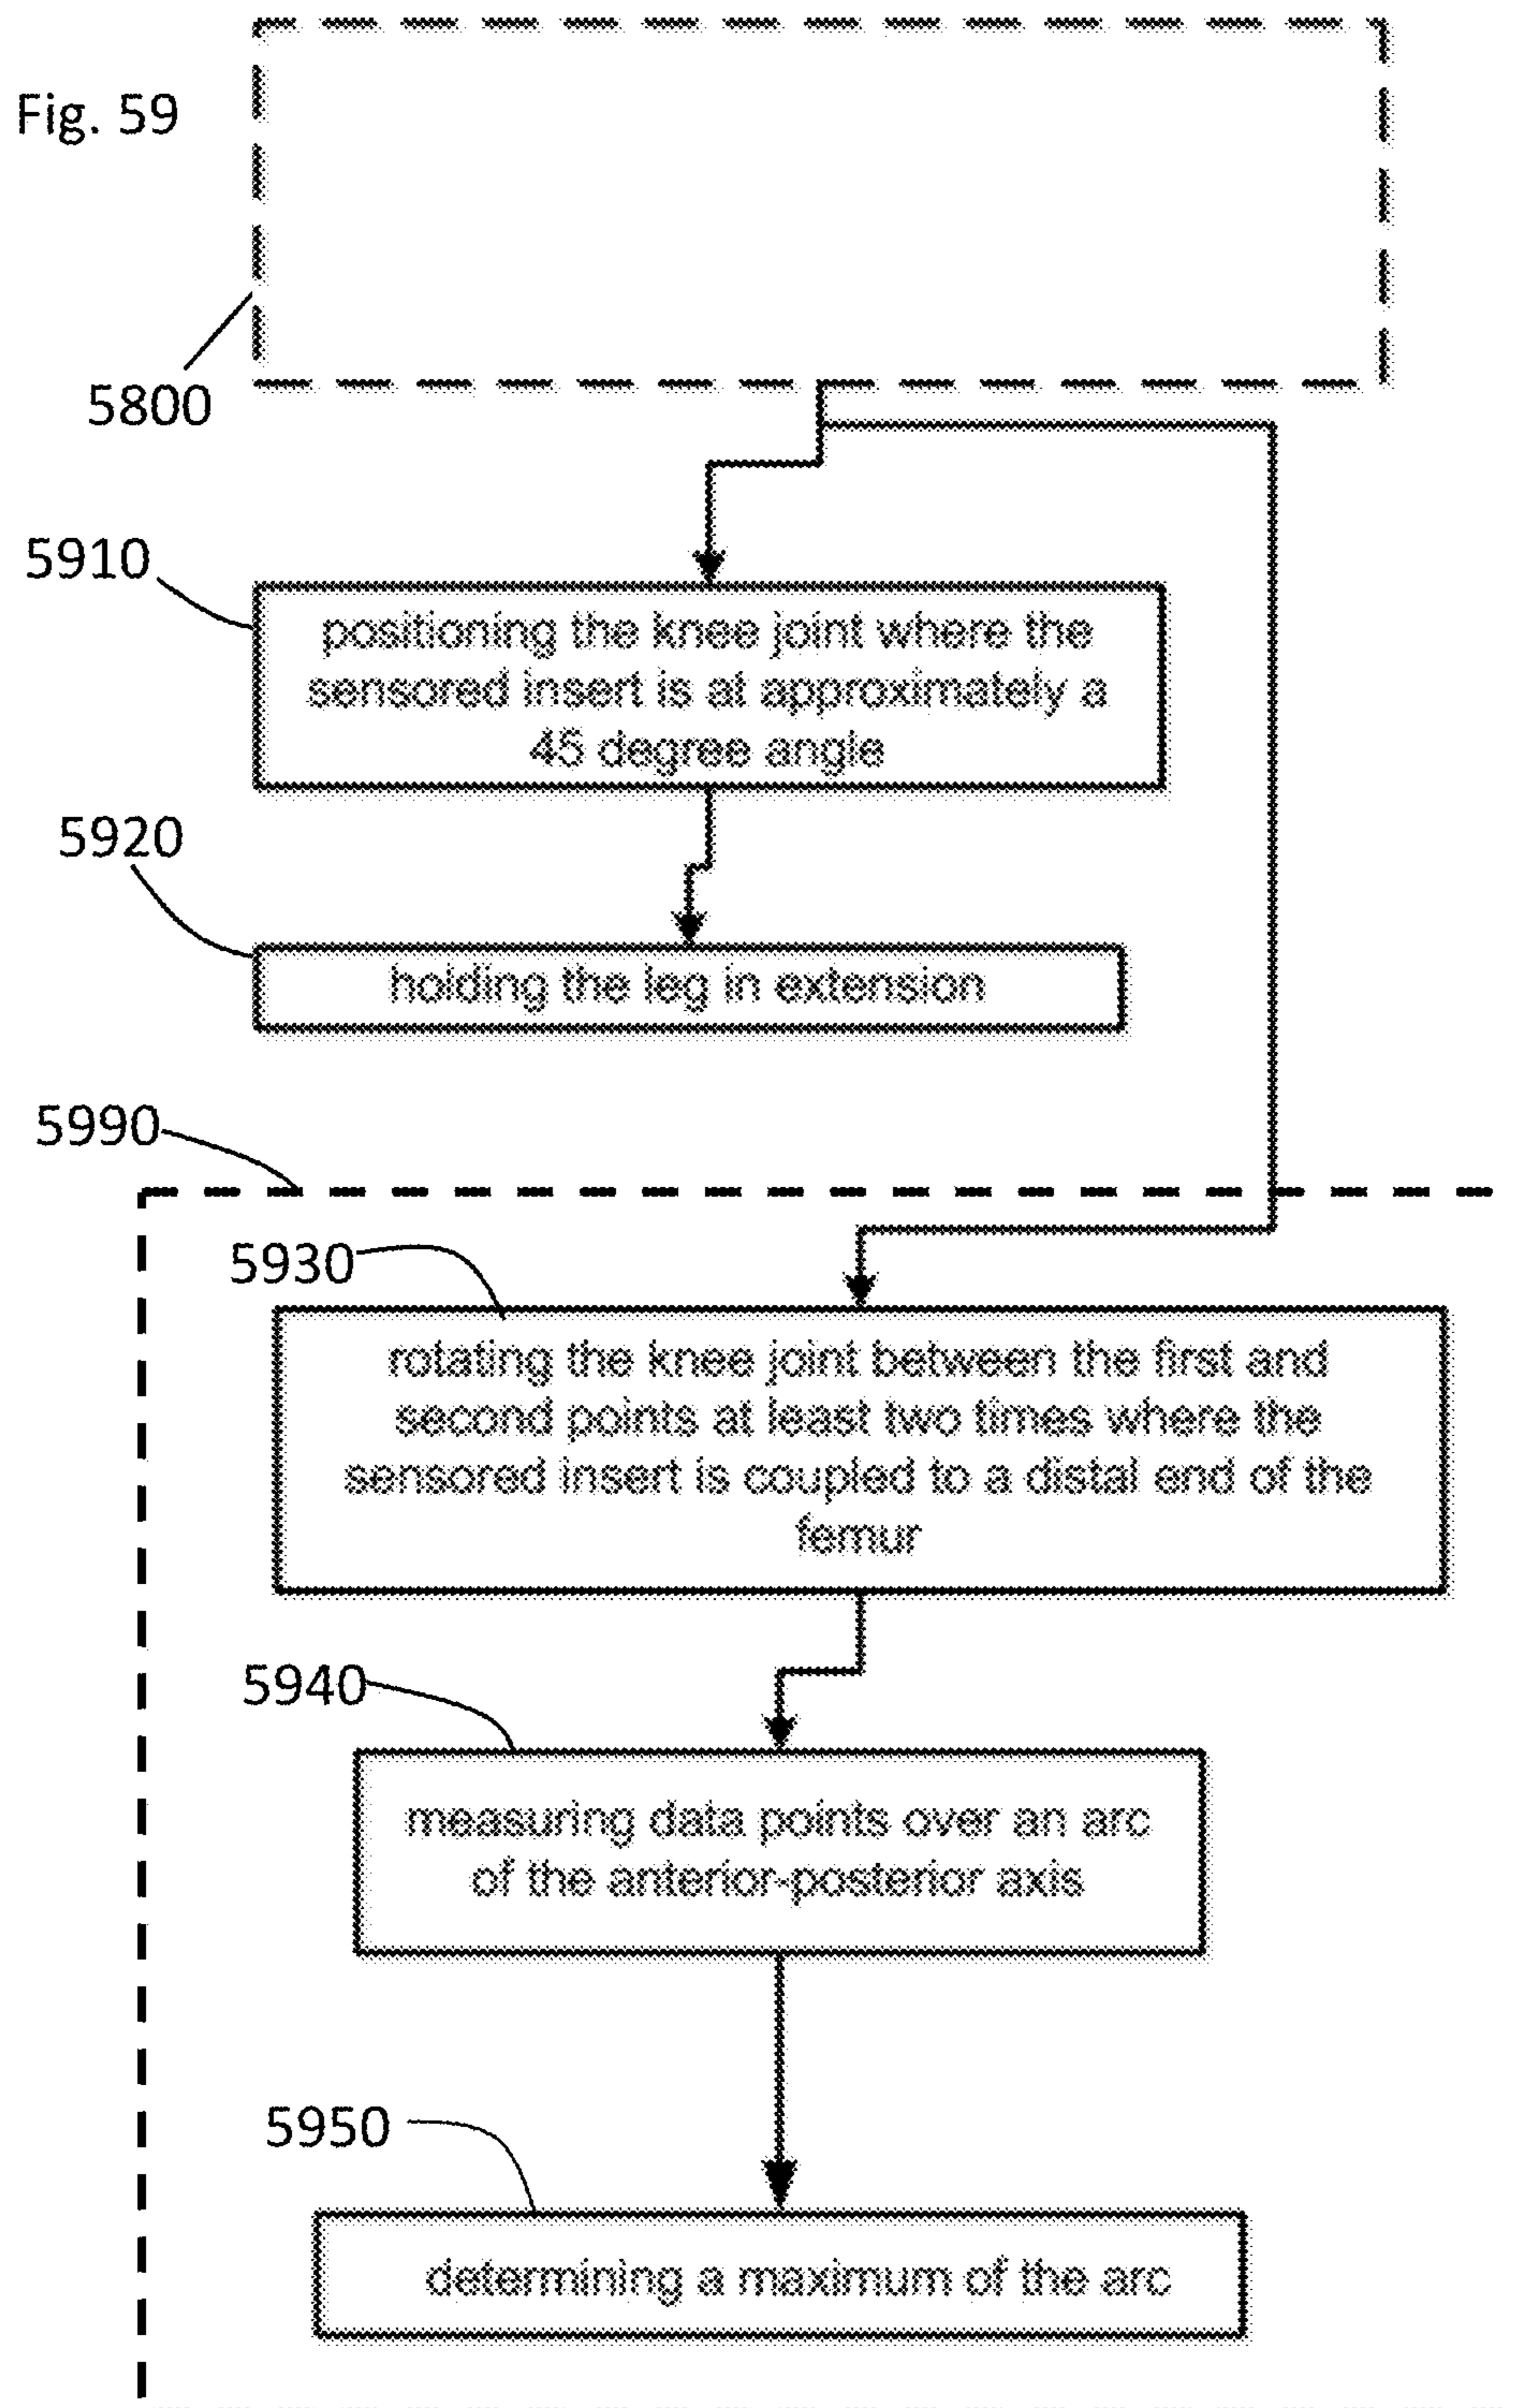 Fig. 59
5800
5910
positioning the knee joint where the
sensored insert is at approximately a
45 degree angle
5920
holding the leg in extension
5990
5930
rotating the knee joint between the first and
second points at least two times where the
sensored insert is coupled to a distal end of the
femur
5940
measuring data points over an arc
of the anterior-posterior axis
5950
determining a maximum of the arc